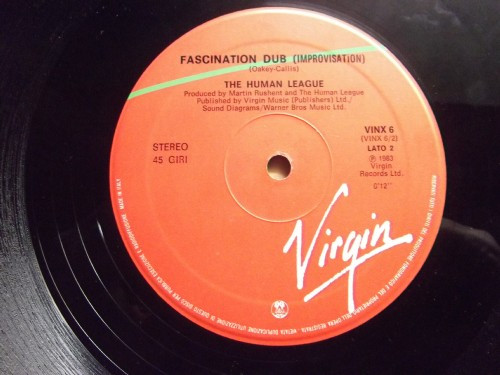 FASCINATION DUB (IMPROVISATION)
(Oakey-Callis)
THE HUMAN LEAGUE
Produced by Martin Rushent and The Human League
Published by Virgin Music (Publishers) Ltd./
Sound Diagrams/Warner Bros Music Ltd.
STEREO
45 GIRI
VINX 6
(VINX 6/2)
LATO 2
Ⓟ 1983
Virgin
Records Ltd.
6'12"
Virgin
MADE IN ITALY